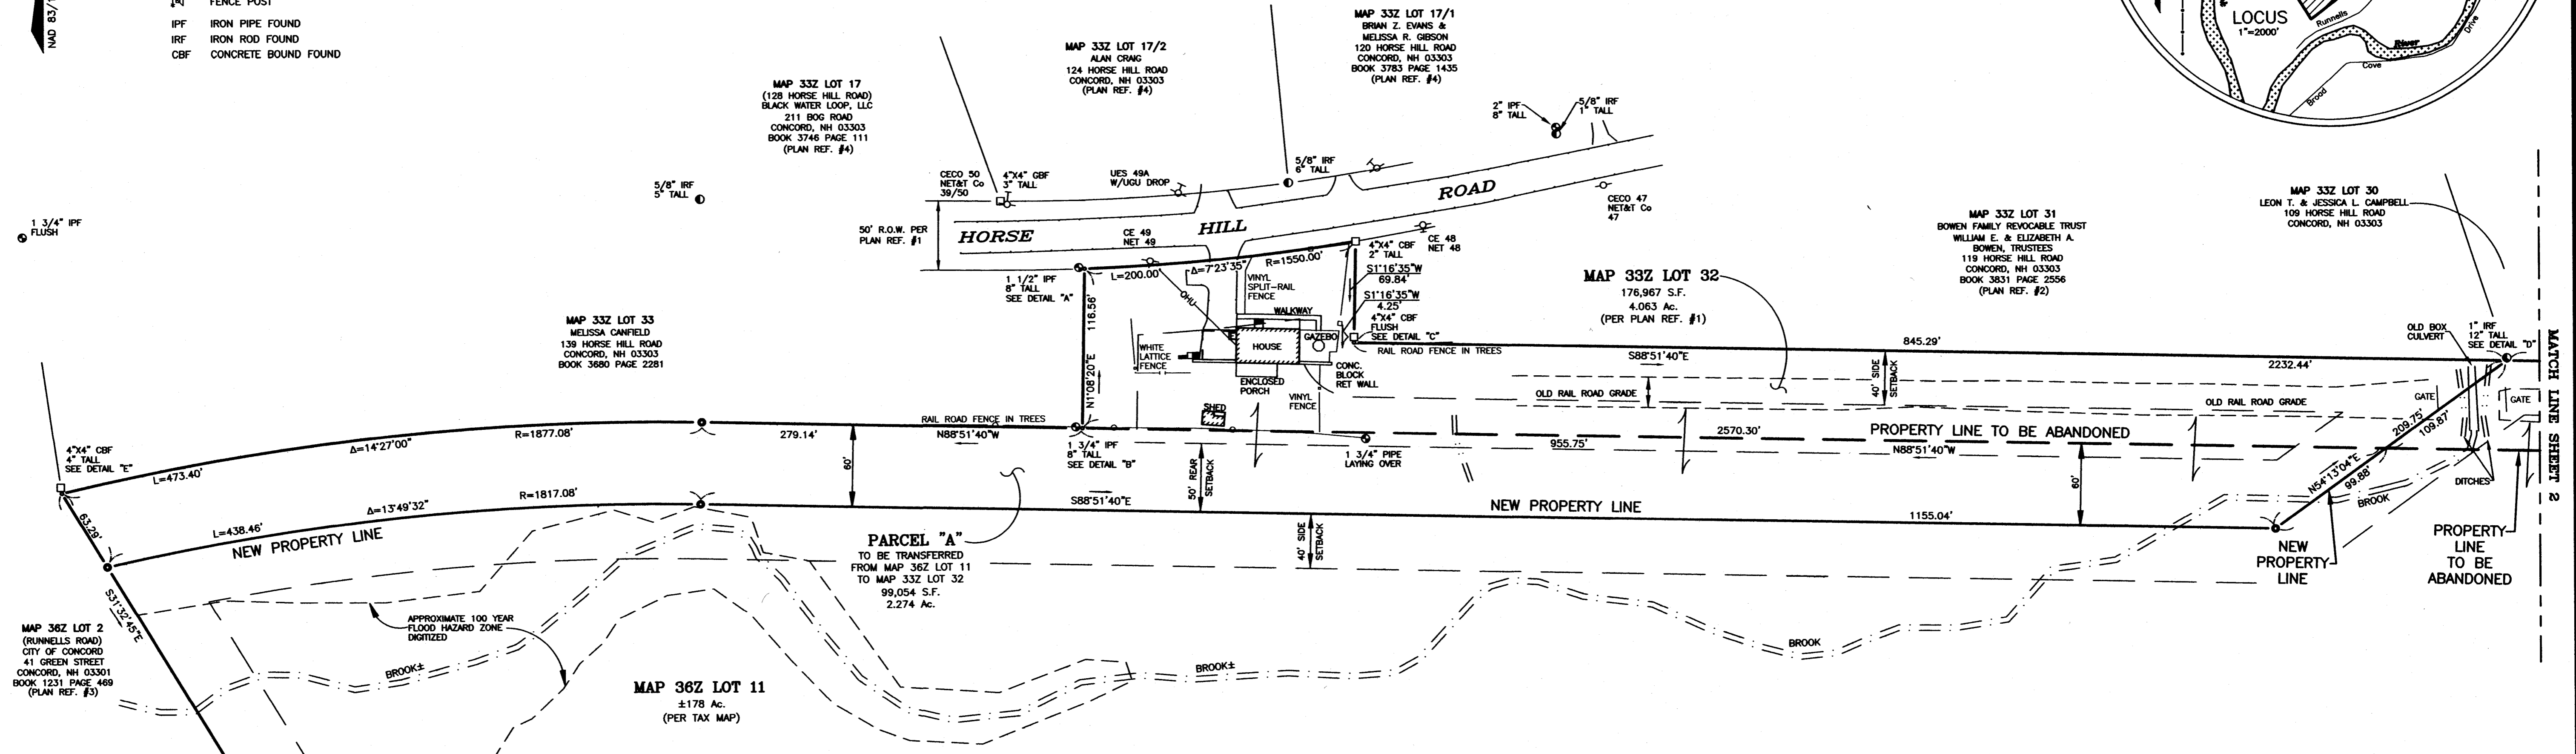 NAD 83/
FENCE POST
IPF IRON PIPE FOUND
IRF IRON ROD FOUND
CBF CONCRETE BOUND FOUND
MAP 33Z LOT 17
(128 HORSE HILL ROAD)
BLACK WATER LOOP, LLC
211 BOG ROAD
CONCORD, NH 03303
BOOK 3746 PAGE 111
(PLAN REF. #4)
MAP 33Z LOT 17/2
ALAN CRAIG
124 HORSE HILL ROAD
CONCORD, NH 03303
(PLAN REF. #4)
MAP 33Z LOT 17/1
BRIAN Z. EVANS &
MELISSA R. GIBSON
120 HORSE HILL ROAD
CONCORD, NH 03303
BOOK 3783 PAGE 1435
(PLAN REF. #4)
LOCUS
1"=2000'
Runnells
River
Drive
Cove
Broad
2" IPF
8" TALL
5/8" IRF
1" TALL
5/8" IRF
6" TALL
1 3/4" IPF
FLUSH
5/8" IRF
5" TALL
CECO 50
NET&T Co
39/50
4"X4" GBF
3" TALL
UES 49A
W/UGU DROP
CECO 47
NET&T Co
47
50' R.O.W. PER
PLAN REF. #1
HORSE HILL ROAD
CE 49
NET 49
CE 48
NET 48
4"X4" CBF
2" TALL
S1°16'35"W
69.84'
S1°16'35"W
4.25'
4"X4" CBF
FLUSH
SEE DETAIL "C"
1 1/2" IPF
8" TALL
SEE DETAIL "A"
L=200.00'
Δ=7°23'35"
R=1550.00'
OHU
VINYL
SPLIT-RAIL
FENCE
WALKWAY
GAZEBO
HOUSE
WHITE
LATTICE
FENCE
ENCLOSED
PORCH
CONC.
BLOCK
RET WALL
VINYL
FENCE
SHED
116.56'
N1°08'20"E
MAP 33Z LOT 32
176,967 S.F.
4.063 Ac.
(PER PLAN REF. #1)
MAP 33Z LOT 31
BOWEN FAMILY REVOCABLE TRUST
WILLIAM E. & ELIZABETH A.
BOWEN, TRUSTEES
119 HORSE HILL ROAD
CONCORD, NH 03303
BOOK 3831 PAGE 2556
(PLAN REF. #2)
MAP 33Z LOT 30
LEON T. & JESSICA L. CAMPBELL
109 HORSE HILL ROAD
CONCORD, NH 03303
MAP 33Z LOT 33
MELISSA CANFIELD
139 HORSE HILL ROAD
CONCORD, NH 03303
BOOK 3680 PAGE 2281
RAIL ROAD FENCE IN TREES
S88°51'40"E
845.29'
2232.44'
40' SIDE
SETBACK
OLD BOX
CULVERT
1" IRF
12" TALL
SEE DETAIL "D"
MATCH LINE SHEET 2
OLD RAIL ROAD GRADE
OLD RAIL ROAD GRADE
GATE
GATE
209.75'
109.87'
4"X4" CBF
4" TALL
SEE DETAIL "E"
L=473.40'
Δ=14°27'00"
R=1877.08'
279.14'
RAIL ROAD FENCE IN TREES
N88°51'40"W
1 3/4" IPF
8" TALL
SEE DETAIL "B"
1 3/4" PIPE
LAYING OVER
955.75'
2570.30'
PROPERTY LINE TO BE ABANDONED
N88°51'40"W
60'
50' REAR
SETBACK
60'
N54°13'04"E
99.88'
BROOK
DITCHES
63.29'
L=438.46'
Δ=13°49'32"
R=1817.08'
NEW PROPERTY LINE
S88°51'40"E
NEW PROPERTY LINE
1155.04'
40' SIDE
SETBACK
NEW
PROPERTY
LINE
PROPERTY
LINE
TO BE
ABANDONED
PARCEL "A"
TO BE TRANSFERRED
FROM MAP 36Z LOT 11
TO MAP 33Z LOT 32
99,054 S.F.
2.274 Ac.
S31°32'45"E
MAP 36Z LOT 2
(RUNNELLS ROAD)
CITY OF CONCORD
41 GREEN STREET
CONCORD, NH 03301
BOOK 1231 PAGE 469
(PLAN REF. #3)
APPROXIMATE 100 YEAR
FLOOD HAZARD ZONE
DIGITIZED
BROOK±
BROOK±
BROOK
MAP 36Z LOT 11
±178 Ac.
(PER TAX MAP)